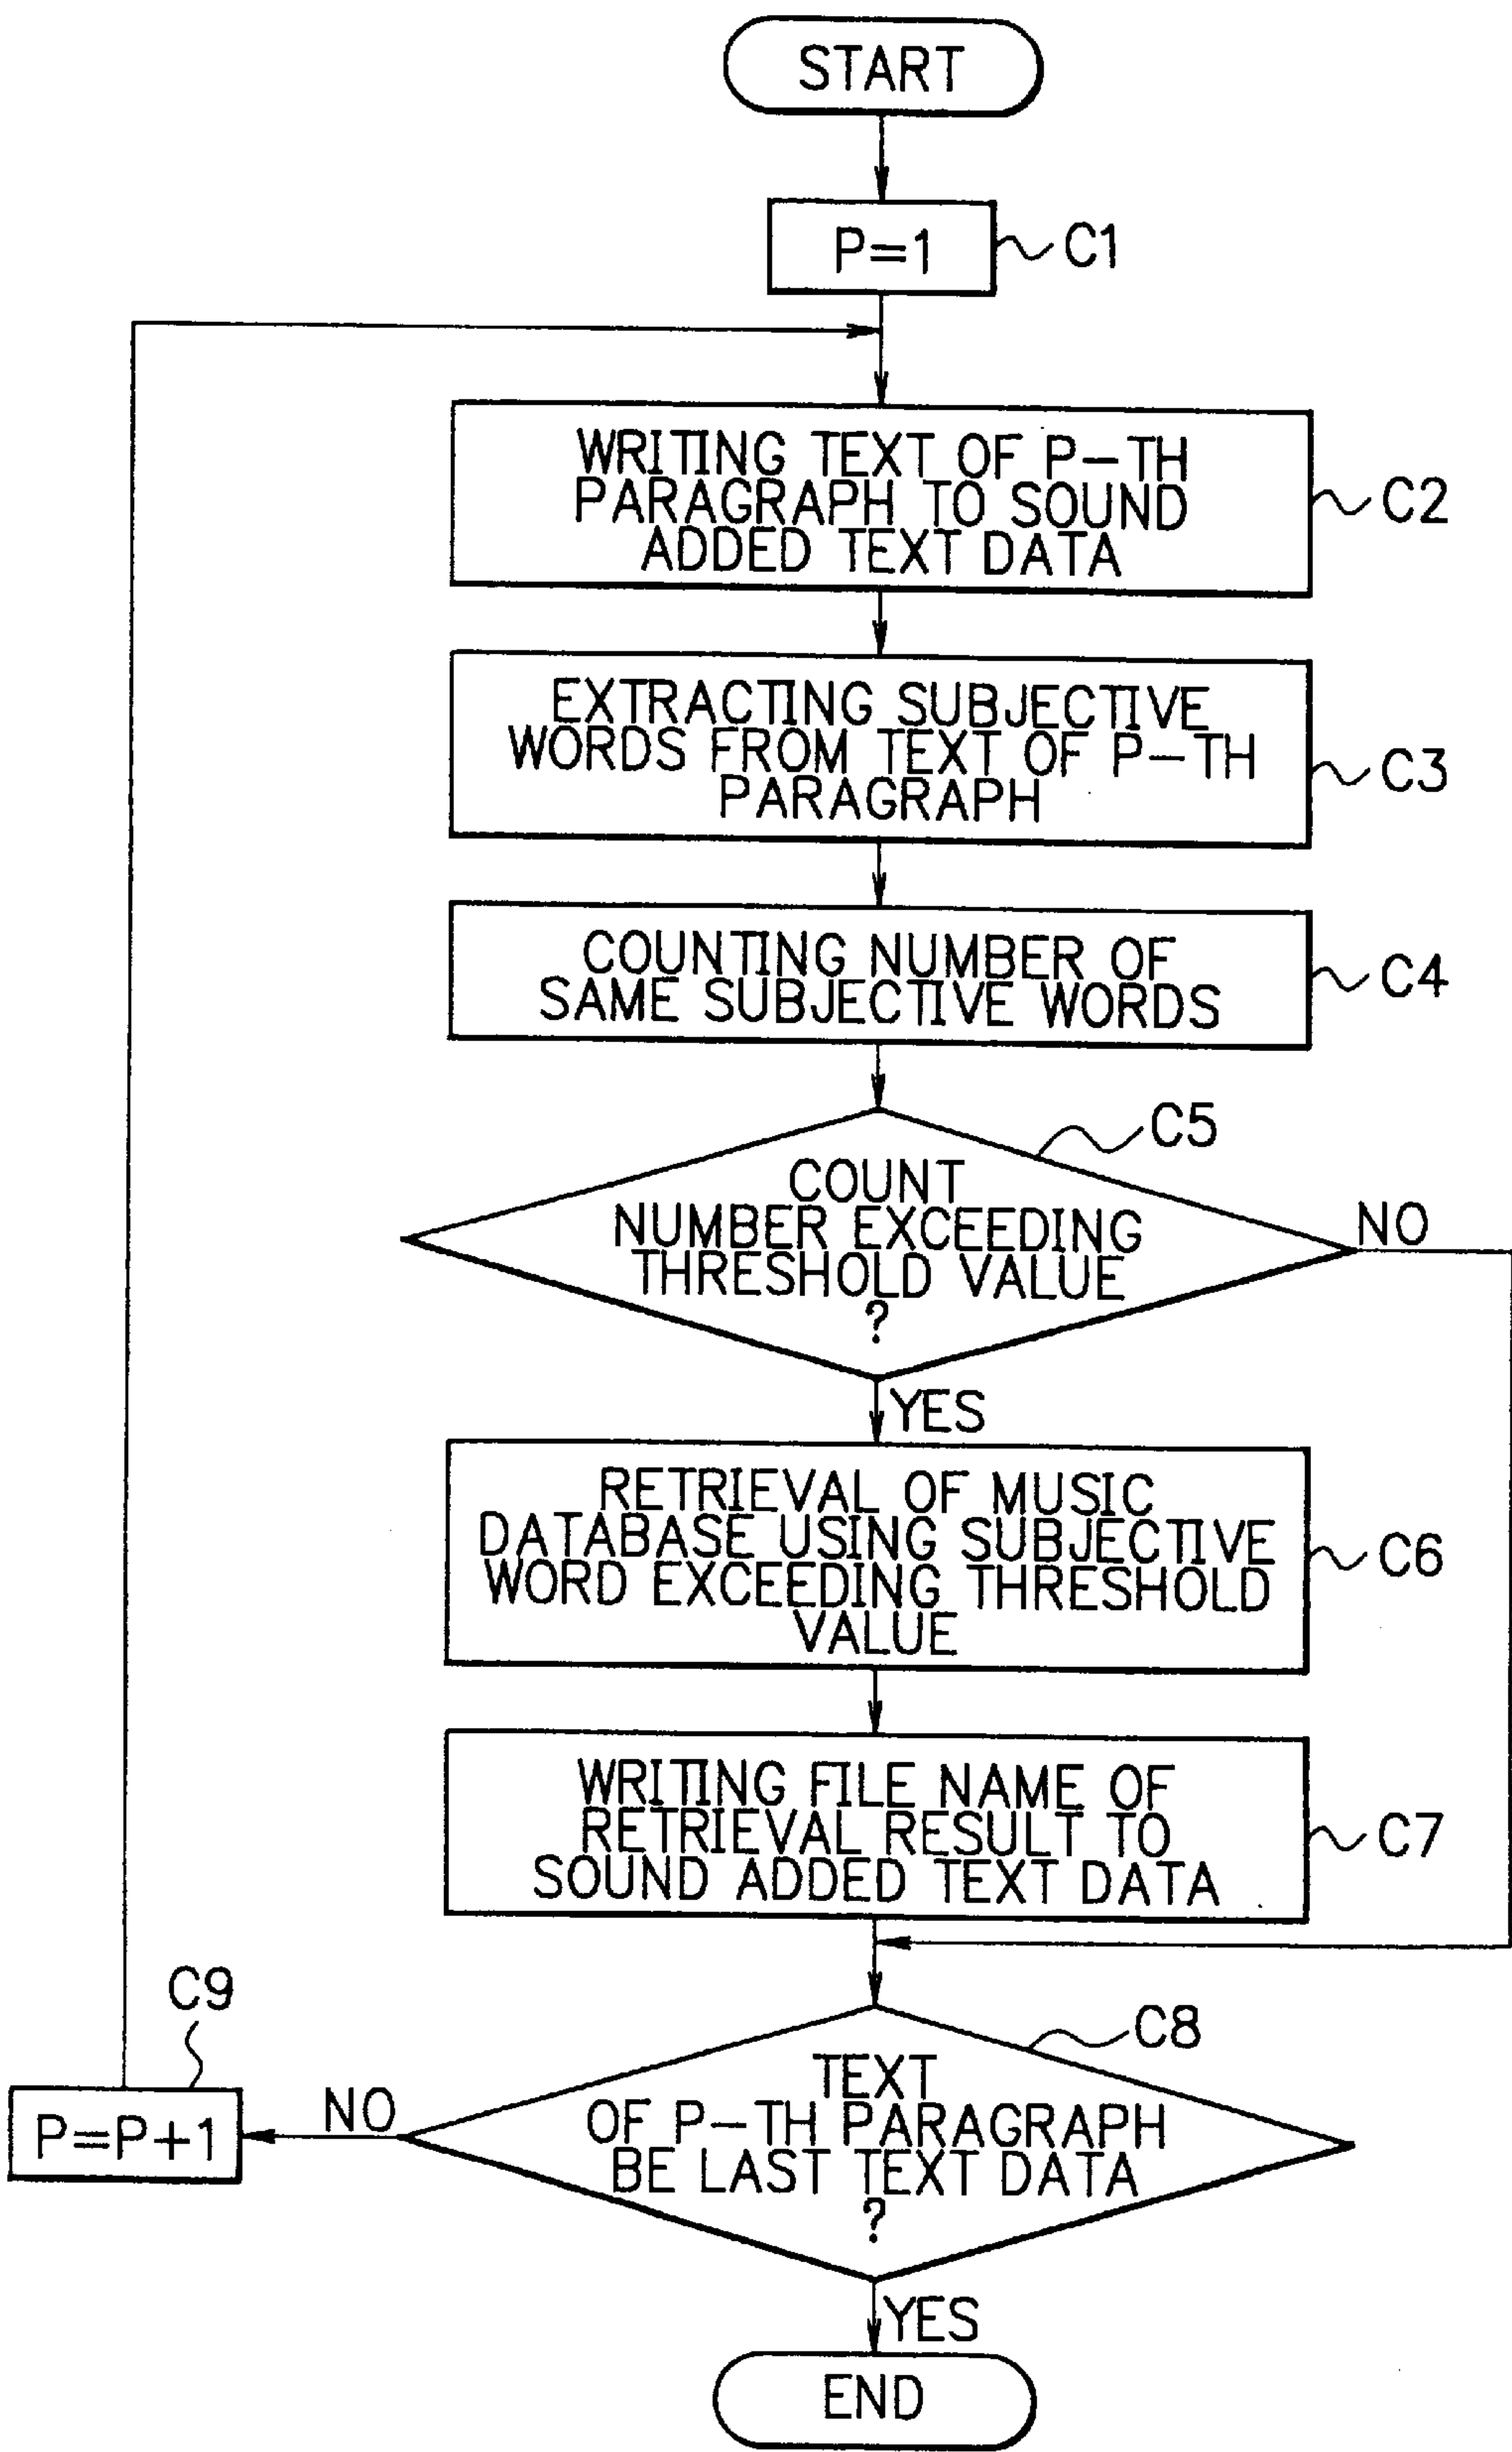 START
P=1
C1
WRITING TEXT OF P-TH
PARAGRAPH TO SOUND
ADDED TEXT DATA
C2
EXTRACTING SUBJECTIVE
WORDS FROM TEXT OF P-TH
PARAGRAPH
C3
COUNTING NUMBER OF
SAME SUBJECTIVE WORDS
C4
C5
COUNT
NUMBER EXCEEDING
THRESHOLD VALUE
?
NO
YES
RETRIEVAL OF MUSIC
DATABASE USING SUBJECTIVE
WORD EXCEEDING THRESHOLD
VALUE
C6
WRITING FILE NAME OF
RETRIEVAL RESULT TO
SOUND ADDED TEXT DATA
C7
C9
C8
TEXT
OF P-TH PARAGRAPH
BE LAST TEXT DATA
?
NO
P=P+1
YES
END